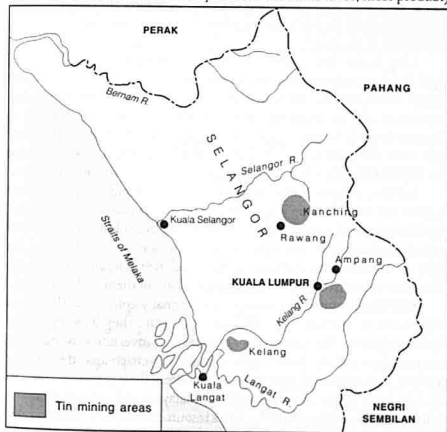 PERAK
PAHANG
Bernam R.
SELANGOR
Selangor R.
Kanching
Kuala Selangor
Rawang
Straits of Melaka
Ampang
KUALA LUMPUR
Kelang R.
Kelang
Kuala
Langat
Langat R.
Tin mining areas
NEGRI
SEMBILAN